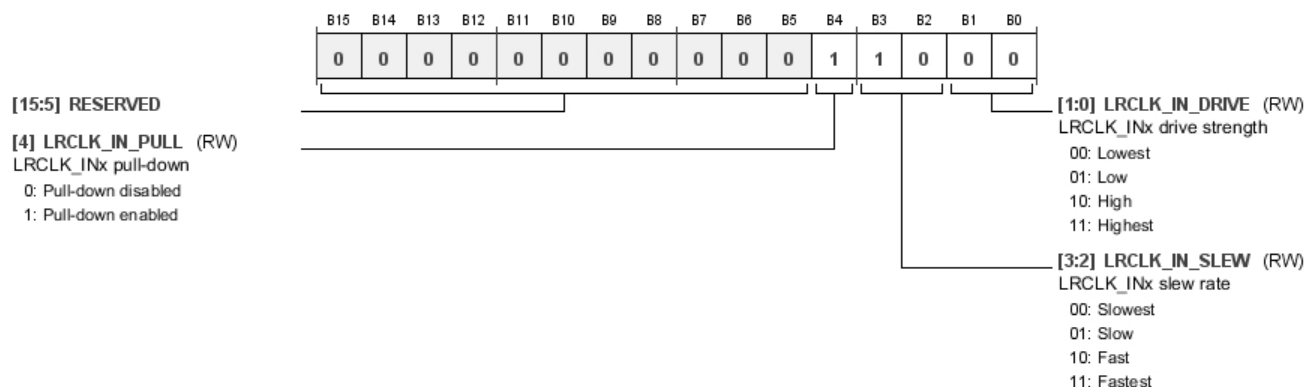 B15 B14 B13 B12 B11 B10 B9 B8 B7 B6 B5 B4 B3 B2 B1 B0
0 0 0 0 0 0 0 0 0 0 0 1 1 0 0 0
[15:5] RESERVED
[4] LRCLK_IN_PULL (RW)
LRCLK_INx pull-down
0: Pull-down disabled
1: Pull-down enabled
[1:0] LRCLK_IN_DRIVE (RW)
LRCLK_INx drive strength
00: Lowest
01: Low
10: High
11: Highest
[3:2] LRCLK_IN_SLEW (RW)
LRCLK_INx slew rate
00: Slowest
01: Slow
10: Fast
11: Fastest